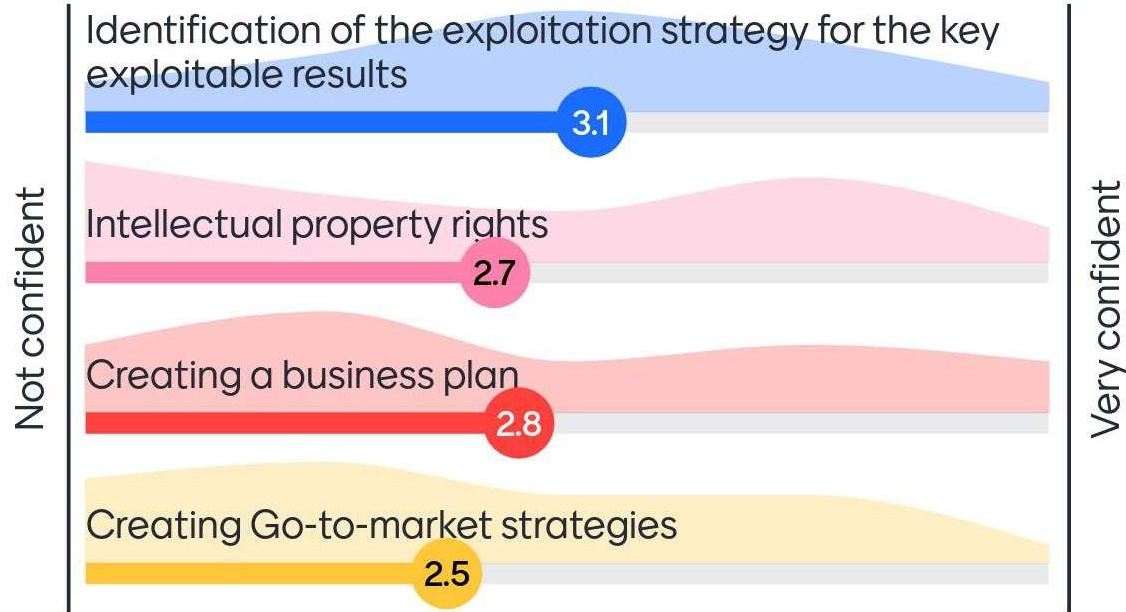 Identification of the exploitation strategy for the key
exploitable results
3.1
Not confident
Very confident
Intellectual property rights
2.7
Creating a business plan
2.8
Creating Go-to-market strategies
2.5